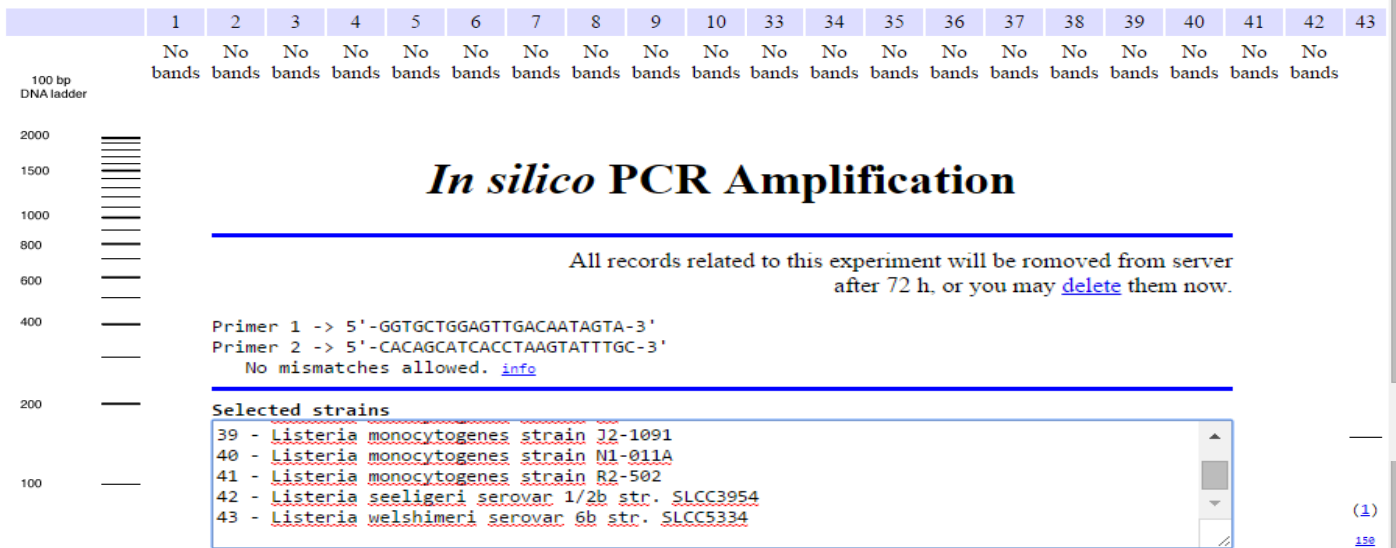 1 2 3 4 5 6 7 8 9 10 33 34 35 36 37 38 39 40 41 42 43
No No No No No No No No No No No No No No No No No No No No
bands bands bands bands bands bands bands bands bands bands bands bands bands bands bands bands bands bands bands bands
100 bp
DNA ladder
2000
1500
In silico PCR Amplification
1000
800
All records related to this experiment will be romoved from server
600
after 72 h, or you may delete them now.
400
Primer 1 -> 5'-GGTGCTGGAGTTGACAATAGTA-3'
Primer 2 -> 5'-CACAGCATCACCTAAGTATTTGC-3'
No mismatches allowed. info
200
Selected strains
39 - Listeria monocytogenes strain J2-1091
40 - Listeria monocytogenes strain N1-011A
41 - Listeria monocytogenes strain R2-502
100
42 - Listeria seeligeri serovar 1/2b str. SLCC3954
43 - Listeria welshimeri serovar 6b str. SLCC5334
(1)
150